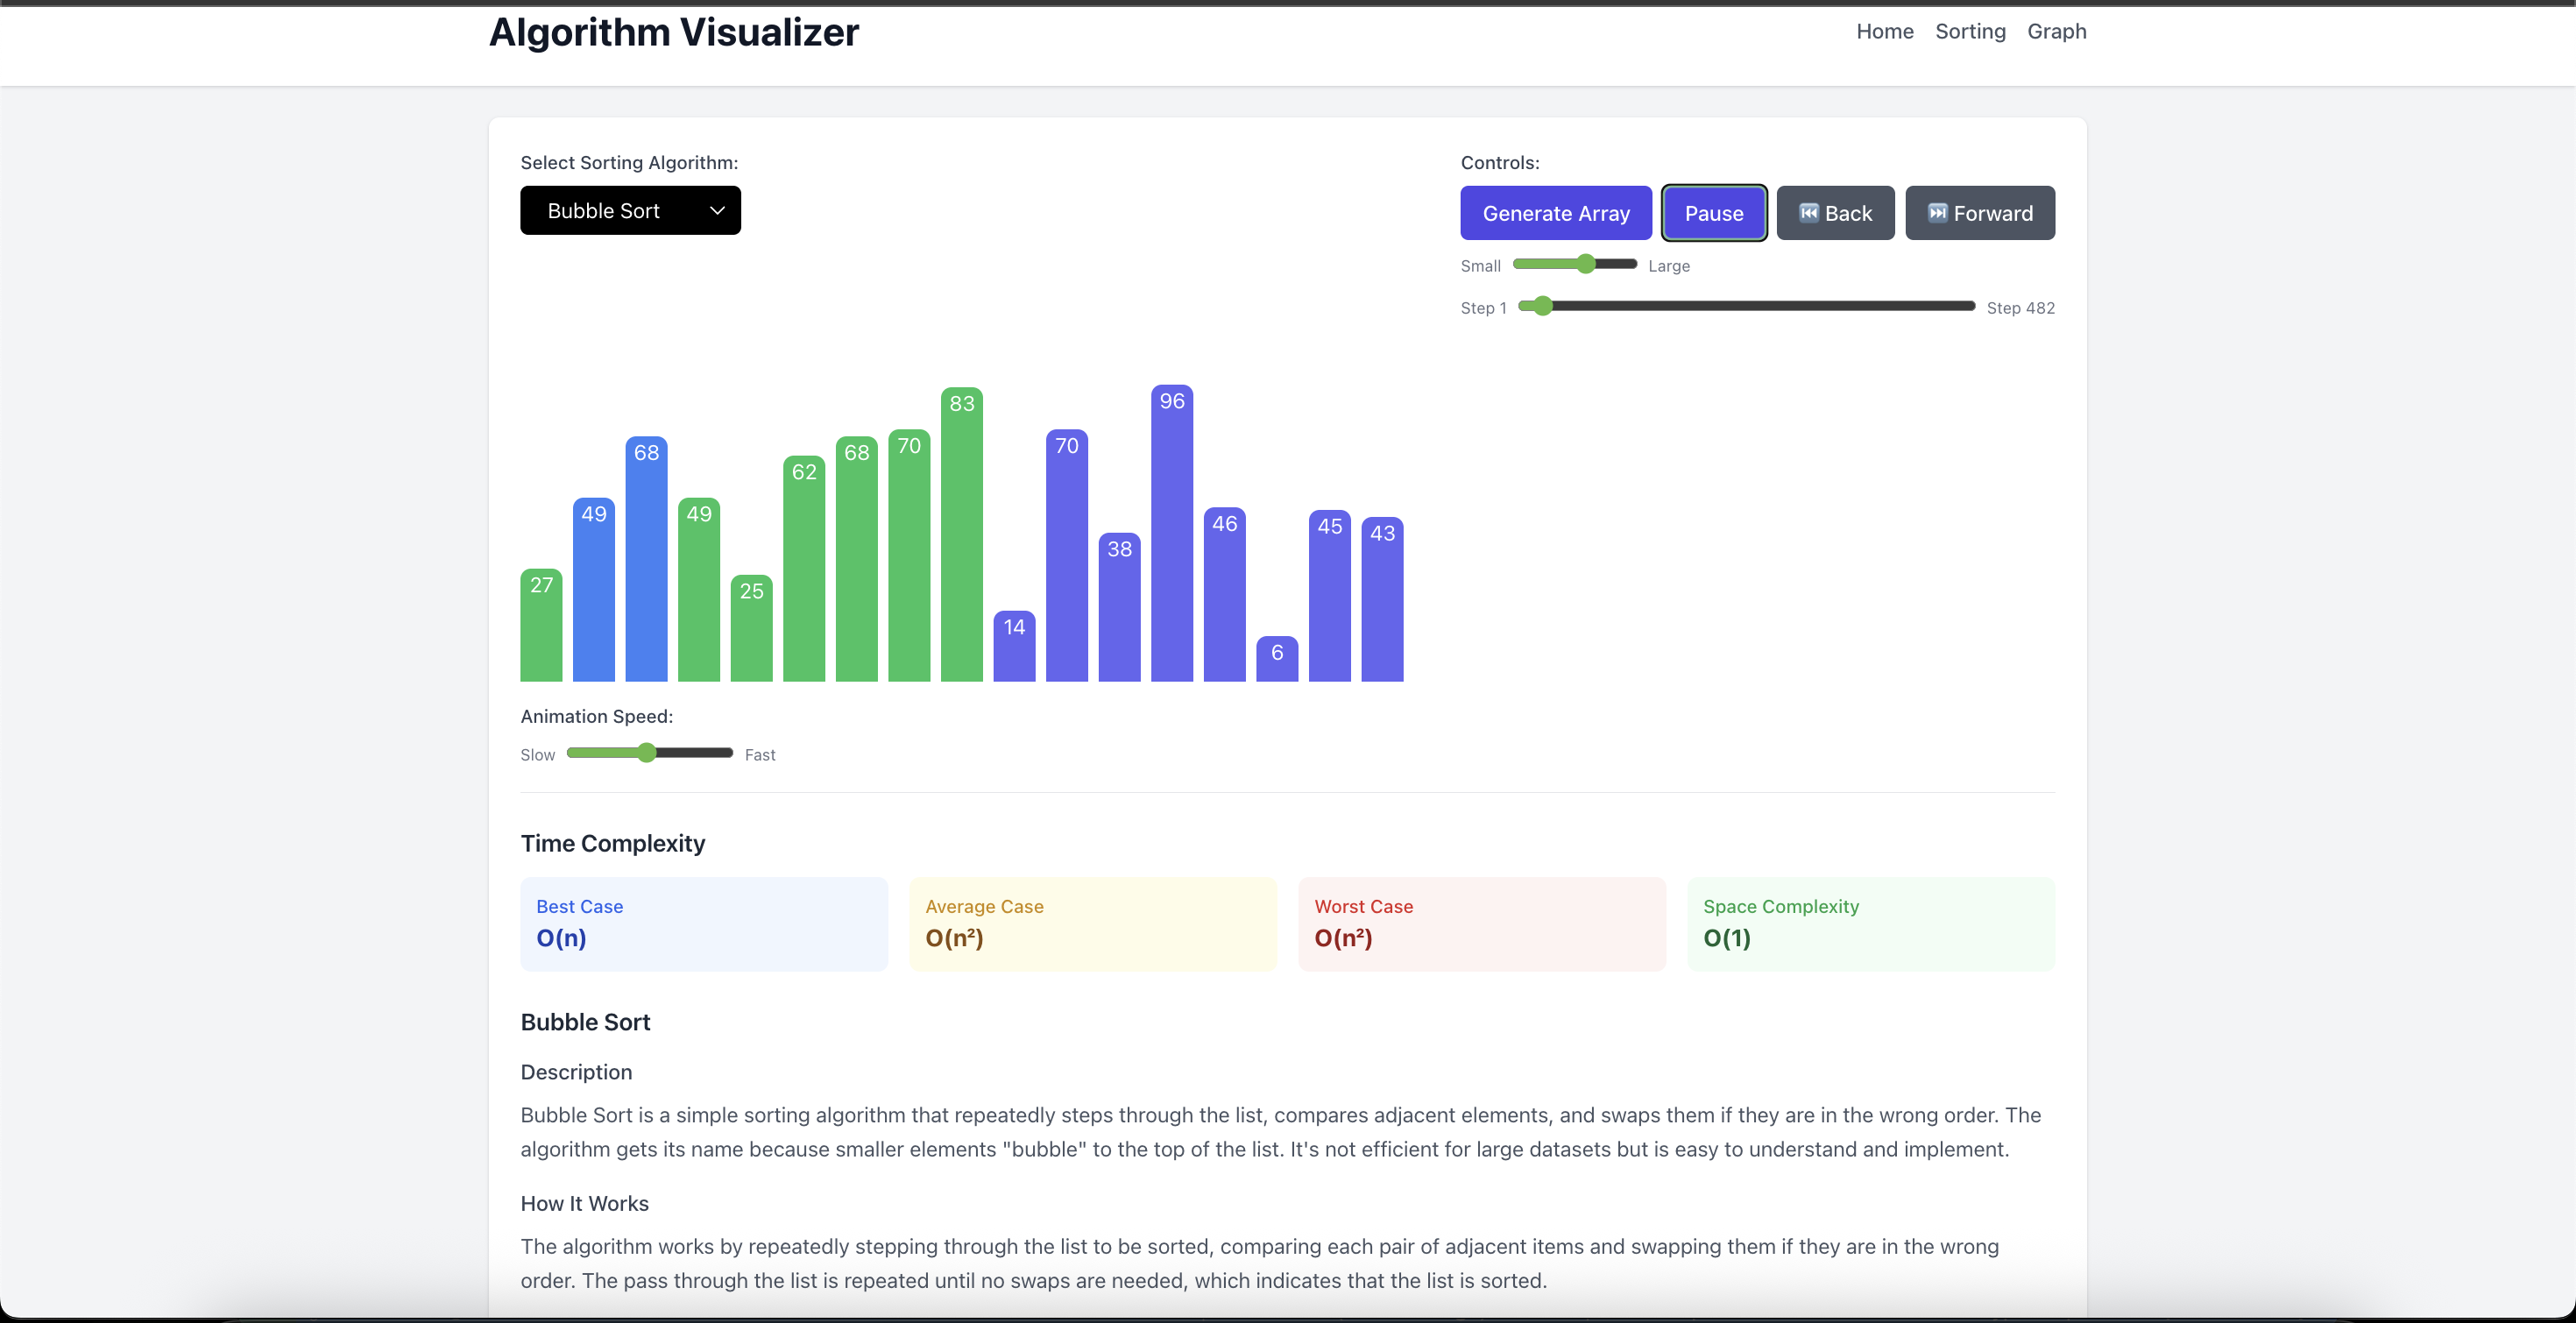 Algorithm Visualizer
Home Sorting Graph
Select Sorting Algorithm:
Bubble Sort
Controls:
Generate Array Pause ⏮ Back ⏭ Forward
Small Large
Step 1 Step 482
27 49 68 49 25 62 68 70 83 14 70 38 96 46 6 45 43
Animation Speed:
Slow Fast
Time Complexity
Best Case
O(n)
Average Case
O(n²)
Worst Case
O(n²)
Space Complexity
O(1)
Bubble Sort
Description
Bubble Sort is a simple sorting algorithm that repeatedly steps through the list, compares adjacent elements, and swaps them if they are in the wrong order. The
algorithm gets its name because smaller elements "bubble" to the top of the list. It's not efficient for large datasets but is easy to understand and implement.
How It Works
The algorithm works by repeatedly stepping through the list to be sorted, comparing each pair of adjacent items and swapping them if they are in the wrong
order. The pass through the list is repeated until no swaps are needed, which indicates that the list is sorted.